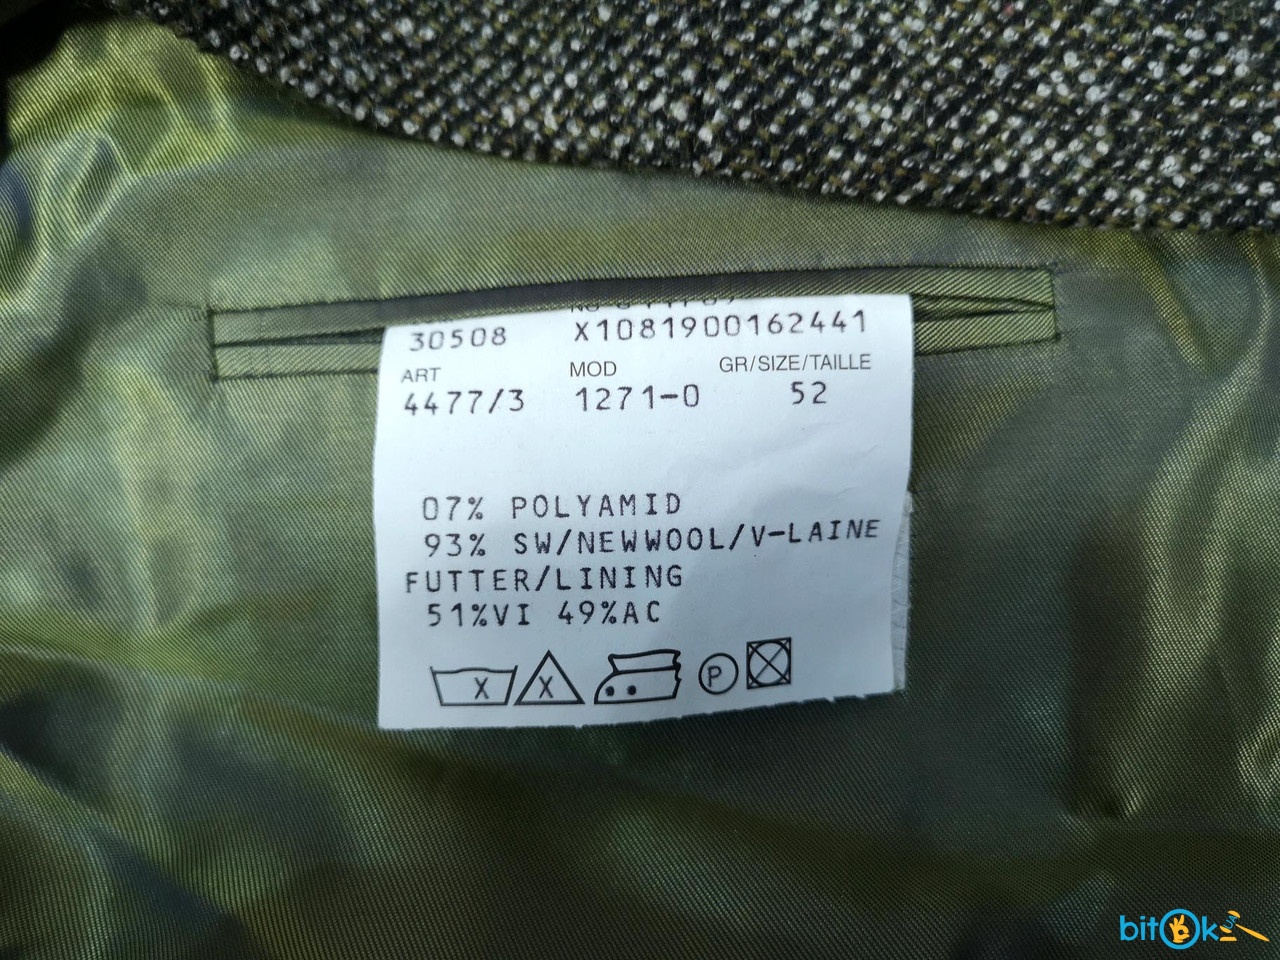 30508 X1081900162441
ART MOD GR/SIZE/TAILLE
4477/3 1271-0 52
07% POLYAMID
93% SW/NEWWOOL/V-LAINE
FUTTER/LINING
51%VI 49%AC
X X P
bitOk UA